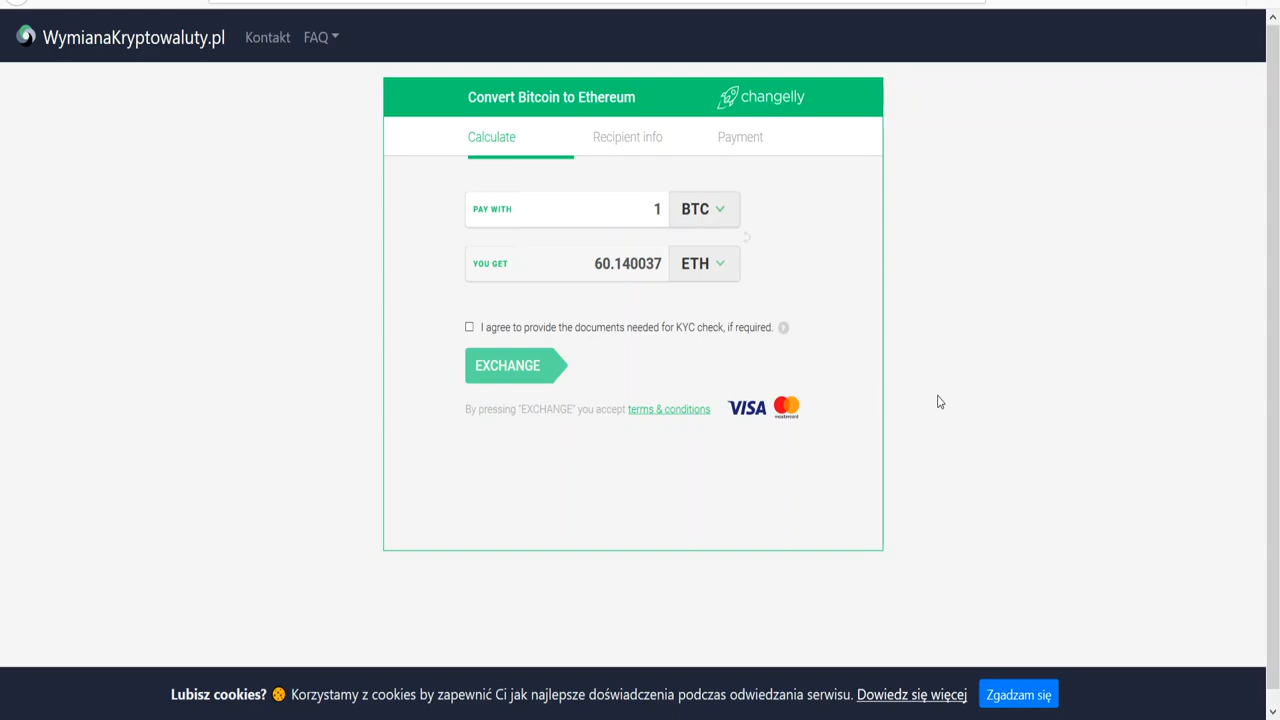 WymianaKryptowaluty.pl Kontakt FAQ
Convert Bitcoin to Ethereum changelly
Calculate Recipient info Payment
PAY WITH 1 BTC
YOU GET 60.140037 ETH
I agree to provide the documents needed for KYC check, if required. ?
EXCHANGE
By pressing "EXCHANGE" you accept terms & conditions VISA mastercard
Lubisz cookies? Korzystamy z cookies by zapewnić Ci jak najlepsze doświadczenia podczas odwiedzania serwisu. Dowiedz się więcej Zgadzam się